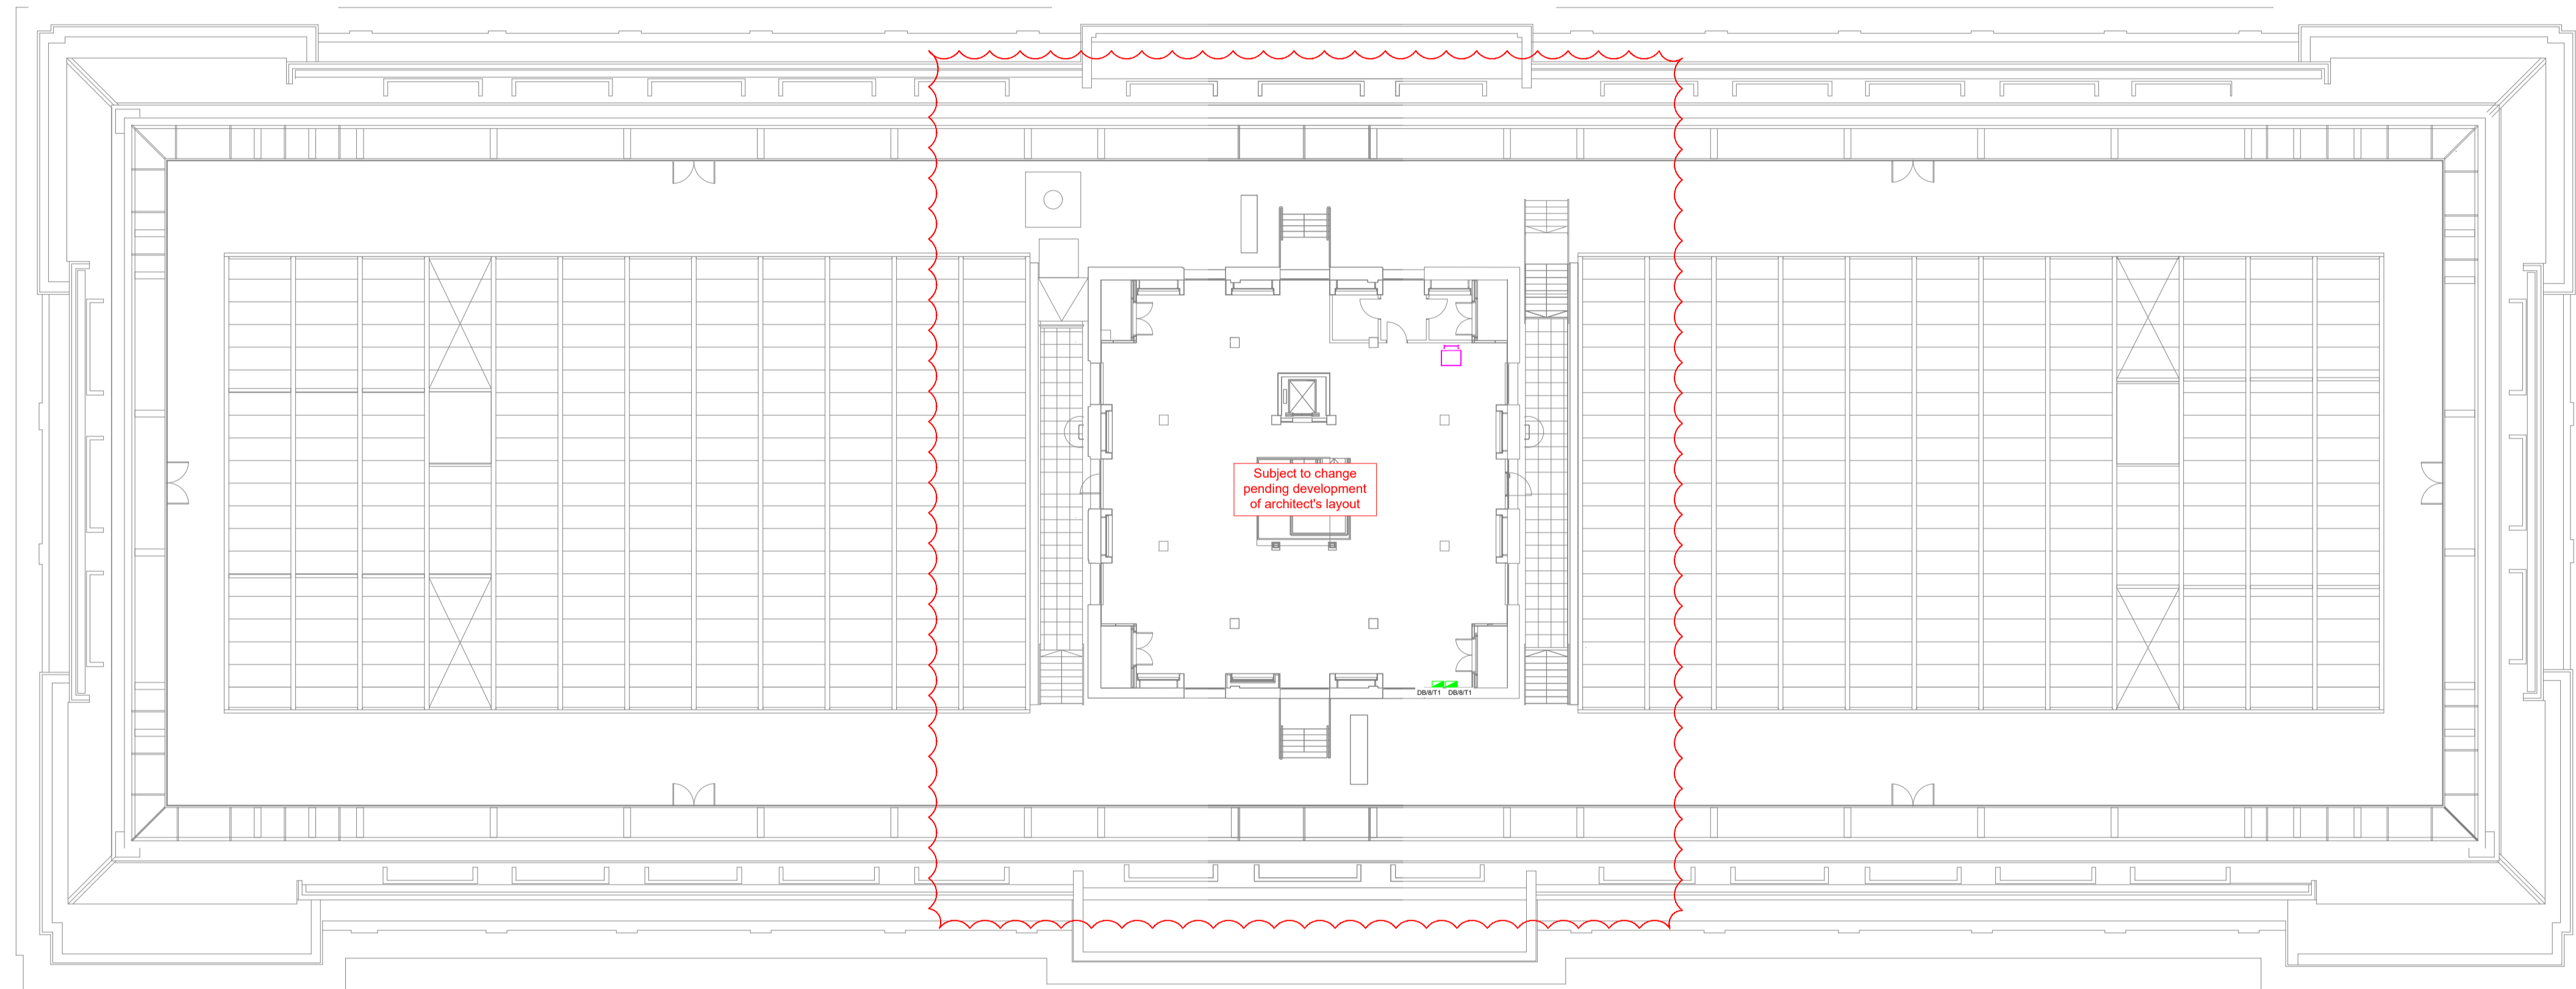 Subject to change
pending development
of architect's layout
DB/8/T1 DB/8/T1